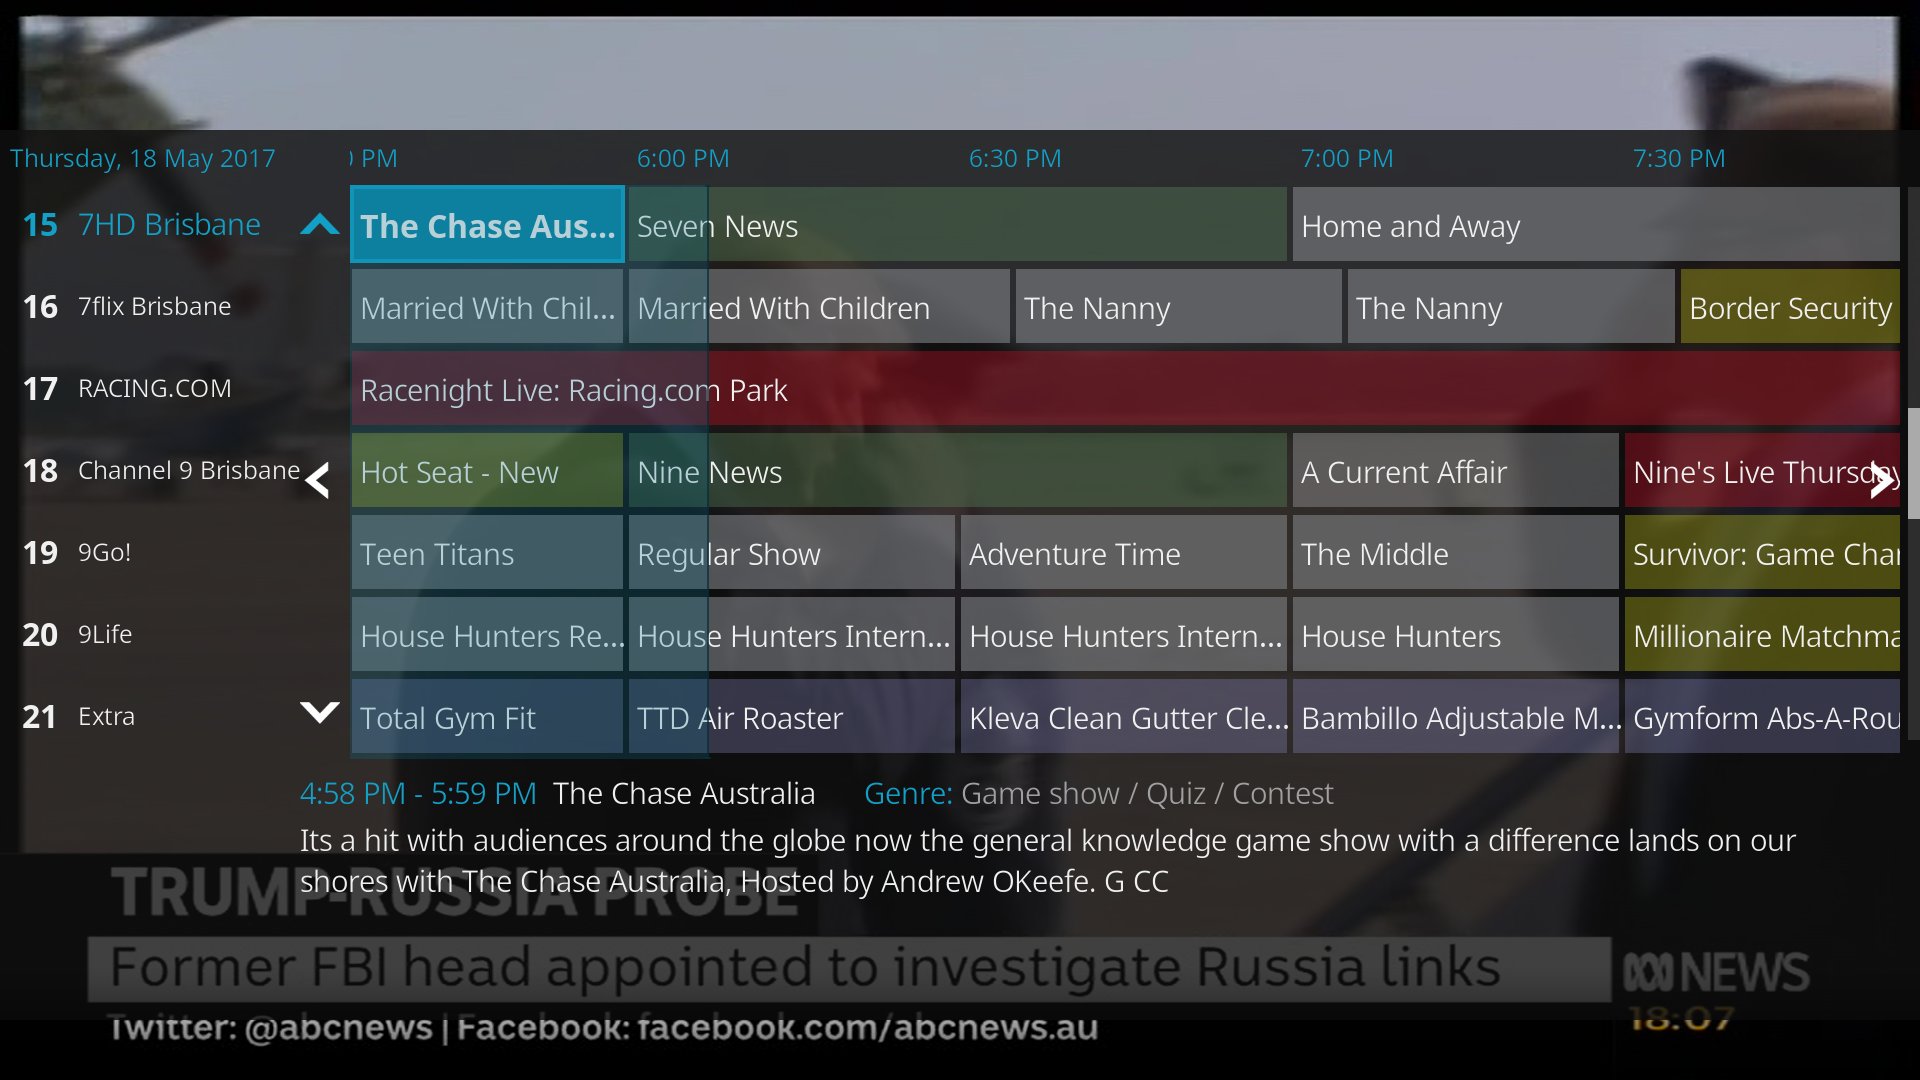 Thursday, 18 May 2017 PM 6:00 PM 6:30 PM 7:00 PM 7:30 PM
15 7HD Brisbane The Chase Aus... Seven News Home and Away
16 7flix Brisbane Married With Chil... Married With Children The Nanny The Nanny Border Security
17 RACING.COM Racenight Live: Racing.com Park
18 Channel 9 Brisbane Hot Seat - New Nine News A Current Affair Nine's Live Thursday
19 9Go! Teen Titans Regular Show Adventure Time The Middle Survivor: Game Char
20 9Life House Hunters Re... House Hunters Intern... House Hunters Intern... House Hunters Millionaire Matchma
21 Extra Total Gym Fit TTD Air Roaster Kleva Clean Gutter Cle... Bambillo Adjustable M... Gymform Abs-A-Rou
4:58 PM - 5:59 PM The Chase Australia Genre: Game show / Quiz / Contest
Its a hit with audiences around the globe now the general knowledge game show with a difference lands on our
shores with The Chase Australia, Hosted by Andrew OKeefe. G CC
TRUMP-RUSSIA PROBE
Former FBI head appointed to investigate Russia links
NEWS
Twitter: @abcnews | Facebook: facebook.com/abcnews.au
18:07